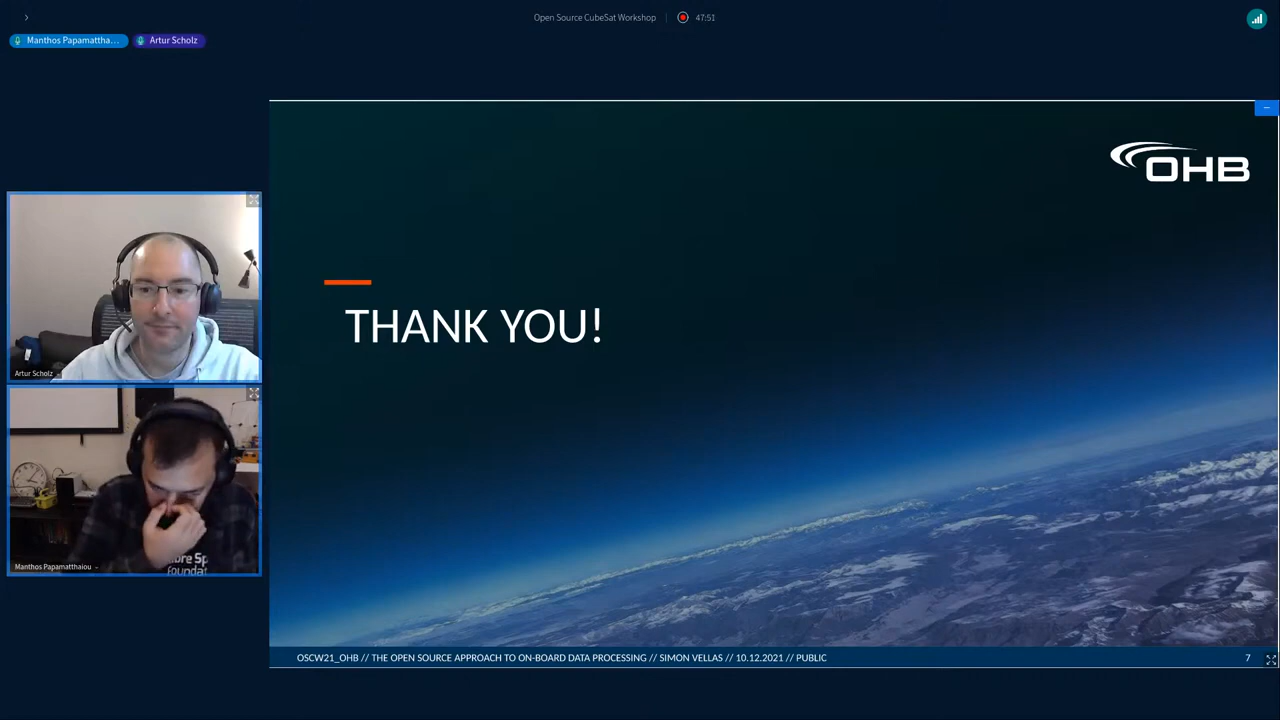 Open Source CubeSat Workshop
47:51
Manthos Papamattha...
Artur Scholz
OHB
THANK YOU!
Artur Scholz
Manthos Papamatthaiou
OSCW21_OHB // THE OPEN SOURCE APPROACH TO ON-BOARD DATA PROCESSING // SIMON VELLAS // 10.12.2021 // PUBLIC
7